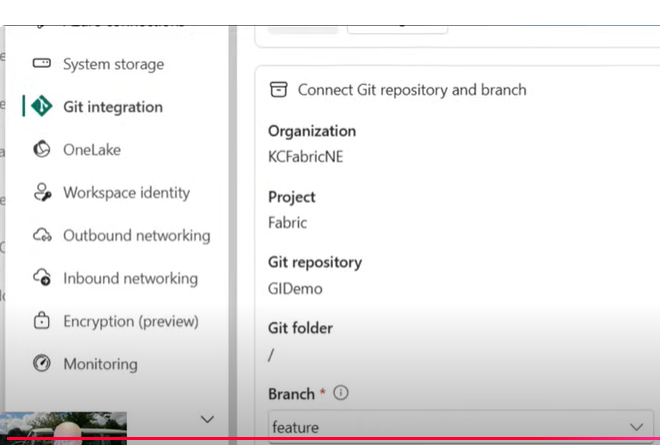 System storage
Git integration
OneLake
Workspace identity
Outbound networking
Inbound networking
Encryption (preview)
Monitoring
Connect Git repository and branch
Organization
KCFabricNE
Project
Fabric
Git repository
GIDemo
Git folder
/
Branch *
feature